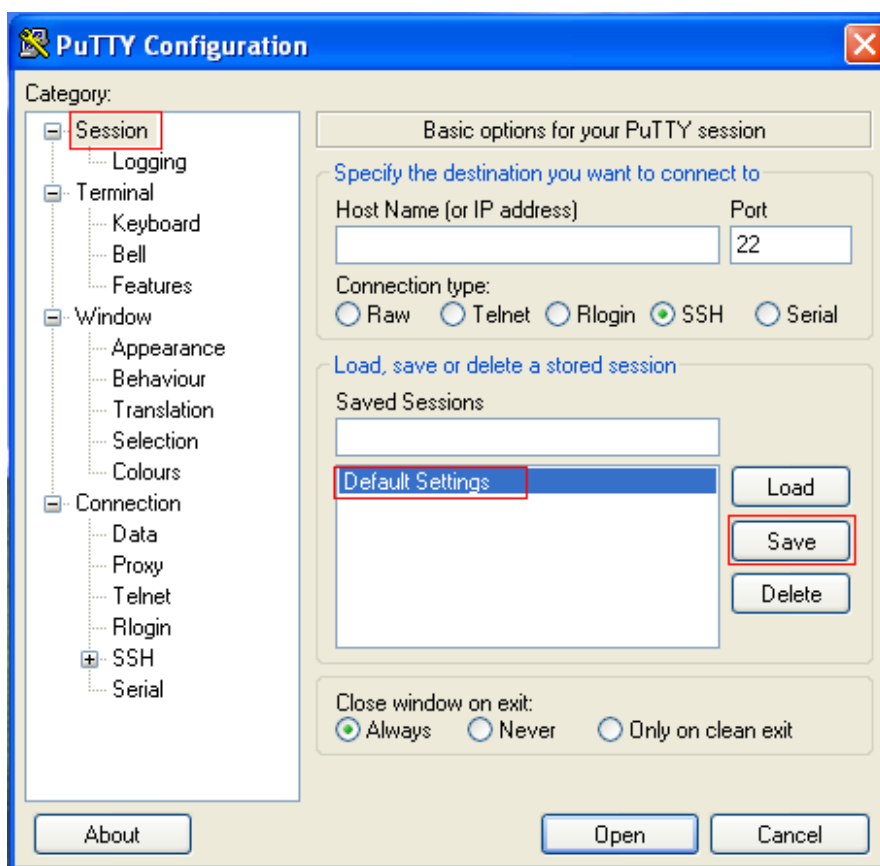 PuTTY Configuration
Category:
Session
Logging
Terminal
Keyboard
Bell
Features
Window
Appearance
Behaviour
Translation
Selection
Colours
Connection
Data
Proxy
Telnet
Rlogin
SSH
Serial
Basic options for your PuTTY session
Specify the destination you want to connect to
Host Name (or IP address) Port
22
Connection type:
Raw Telnet Rlogin SSH Serial
Load, save or delete a stored session
Saved Sessions
Default Settings
Load
Save
Delete
Close window on exit:
Always Never Only on clean exit
About Open Cancel